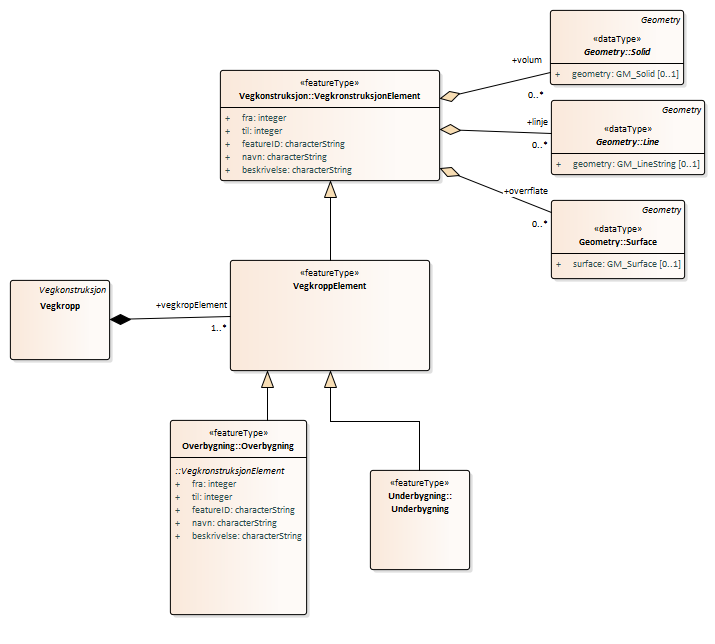 Geometry
«dataType»
Geometry::Solid
+ geometry: GM_Solid [0..1]
+volum
0..*
«featureType»
Vegkonstruksjon::VegkronstruksjonElement
+ fra: integer
+ til: integer
+ featureID: characterString
+ navn: characterString
+ beskrivelse: characterString
Geometry
«dataType»
Geometry::Line
+ geometry: GM_LineString [0..1]
+linje
0..*
+overrflate
0..*
Geometry
«dataType»
Geometry::Surface
+ surface: GM_Surface [0..1]
«featureType»
VegkroppElement
Vegkonstruksjon
Vegkropp
+vegkropElement
1..*
«featureType»
Overbygning::Overbygning
::VegkronstruksjonElement
+ fra: integer
+ til: integer
+ featureID: characterString
+ navn: characterString
+ beskrivelse: characterString
«featureType»
Underbygning::
Underbygning